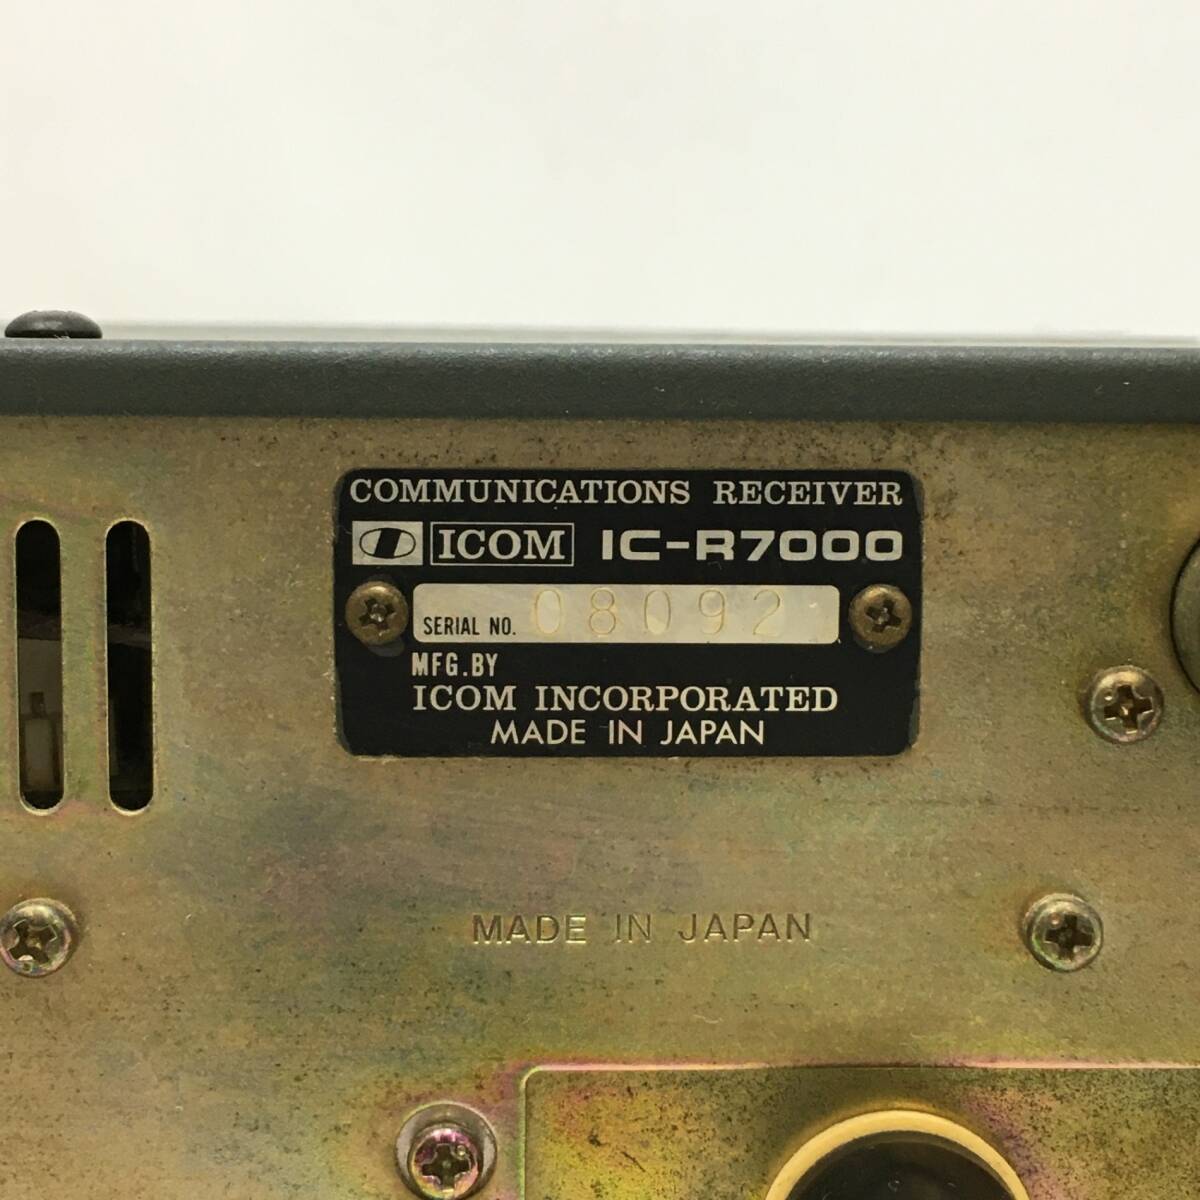 COMMUNICATIONS RECEIVER
ICOM IC-R7000
SERIAL NO. 08092
MFG.BY
ICOM INCORPORATED
MADE IN JAPAN
MADE IN JAPAN